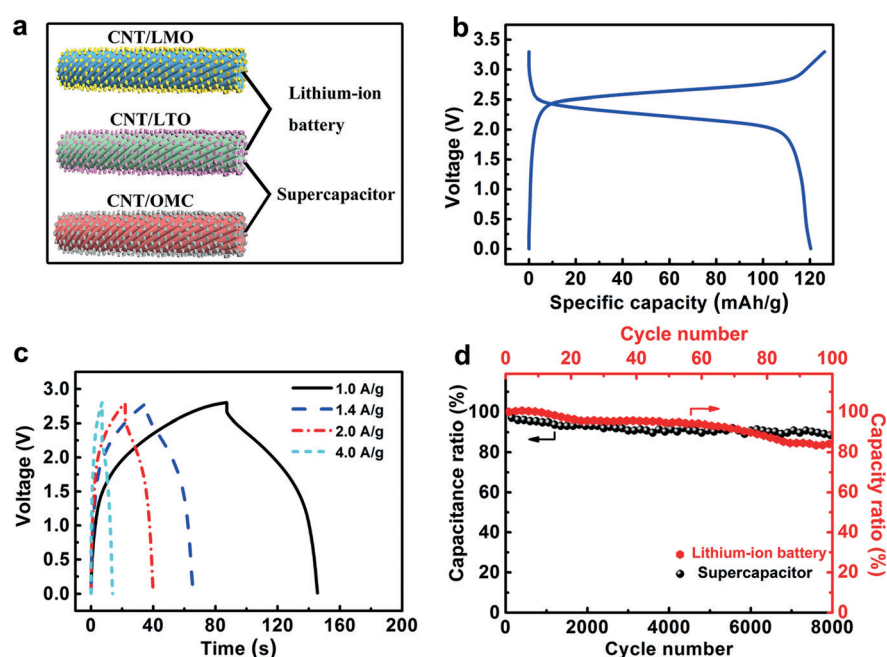 a
CNT/LMO
CNT/LTO
CNT/OMC
Lithium-ion
battery
Supercapacitor
b
3.5
3.0
2.5
2.0
1.5
1.0
0.5
0.0
Voltage (V)
0 20 40 60 80 100 120
Specific capacity (mAh/g)
c
3.0
2.5
2.0
1.5
1.0
0.5
0.0
Voltage (V)
1.0 A/g
1.4 A/g
2.0 A/g
4.0 A/g
0 40 80 120 160 200
Time (s)
d
Cycle number
0 20 40 60 80 100
100
80
60
40
20
0
Capacitance ratio (%)
100
80
60
40
20
0
Capacity ratio (%)
Lithium-ion battery
Supercapacitor
0 2000 4000 6000 8000
Cycle number